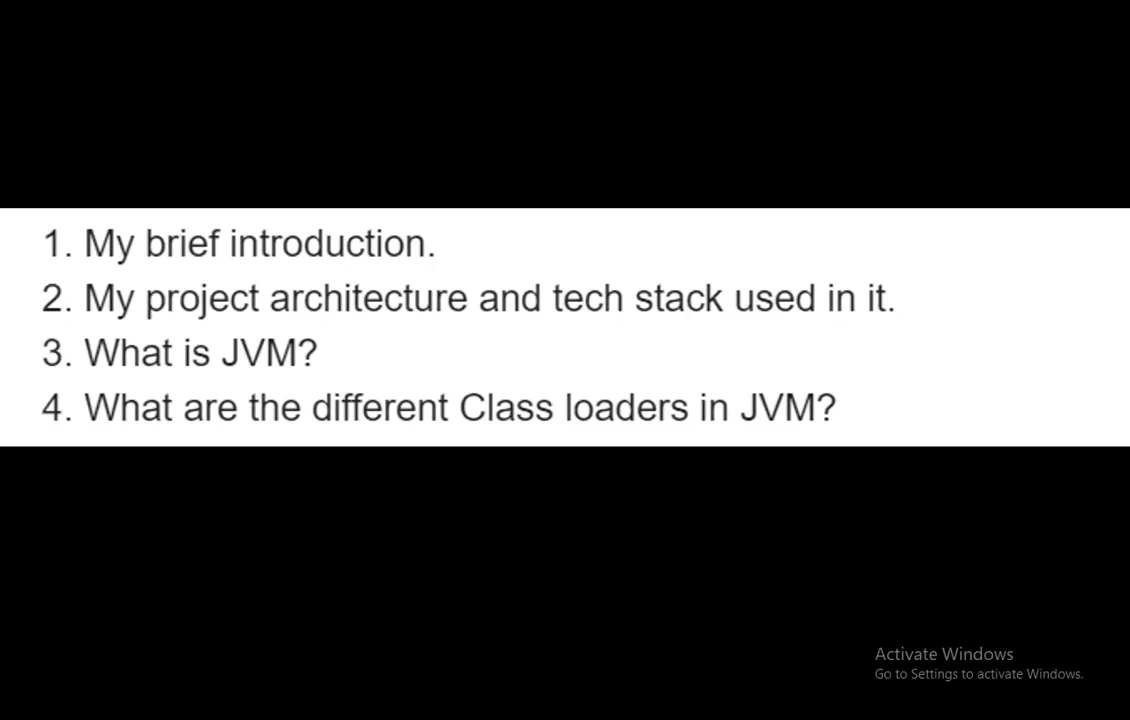 1. My brief introduction.
2. My project architecture and tech stack used in it.
3. What is JVM?
4. What are the different Class loaders in JVM?
Activate Windows
Go to Settings to activate Windows.